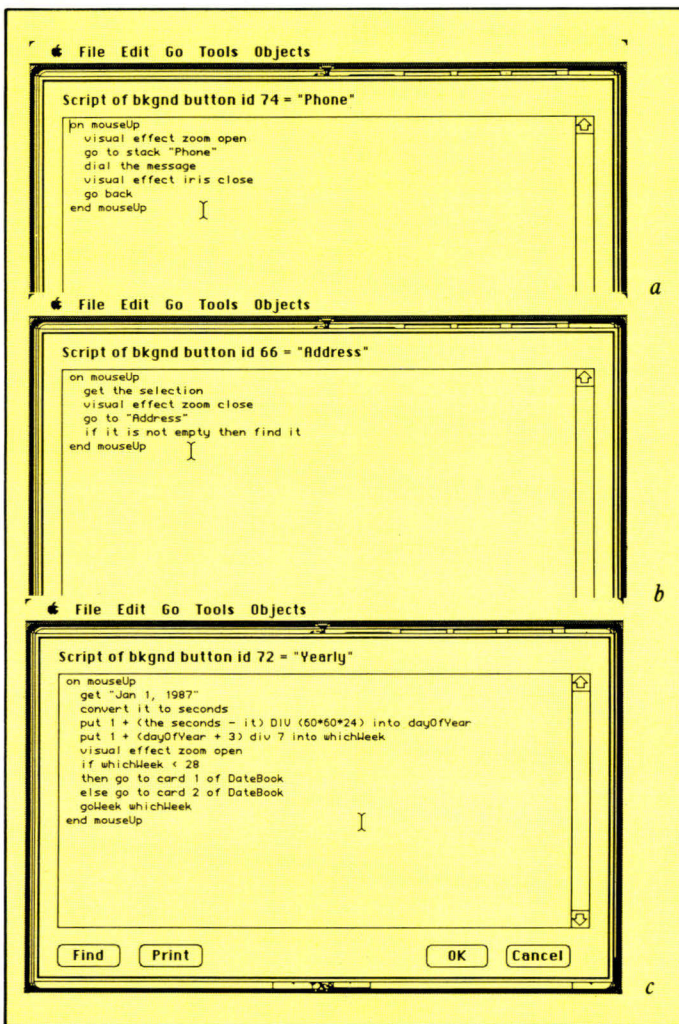 File Edit Go Tools Objects
Script of bkgnd button id 74 = "Phone"
on mouseUp
visual effect zoom open
go to stack "Phone"
dial the message
visual effect iris close
go back
end mouseUp
a
File Edit Go Tools Objects
Script of bkgnd button id 66 = "Address"
on mouseUp
get the selection
visual effect zoom close
go to "Address"
if it is not empty then find it
end mouseUp
b
File Edit Go Tools Objects
Script of bkgnd button id 72 = "Yearly"
on mouseUp
get "Jan 1, 1987"
convert it to seconds
put 1 + (the seconds - it) DIV (60*60*24) into dayOfYear
put 1 + (dayOfYear + 3) div 7 into whichWeek
visual effect zoom open
if whichWeek < 28
then go to card 1 of DateBook
else go to card 2 of DateBook
goWeek whichWeek
end mouseUp
Find Print OK Cancel
c